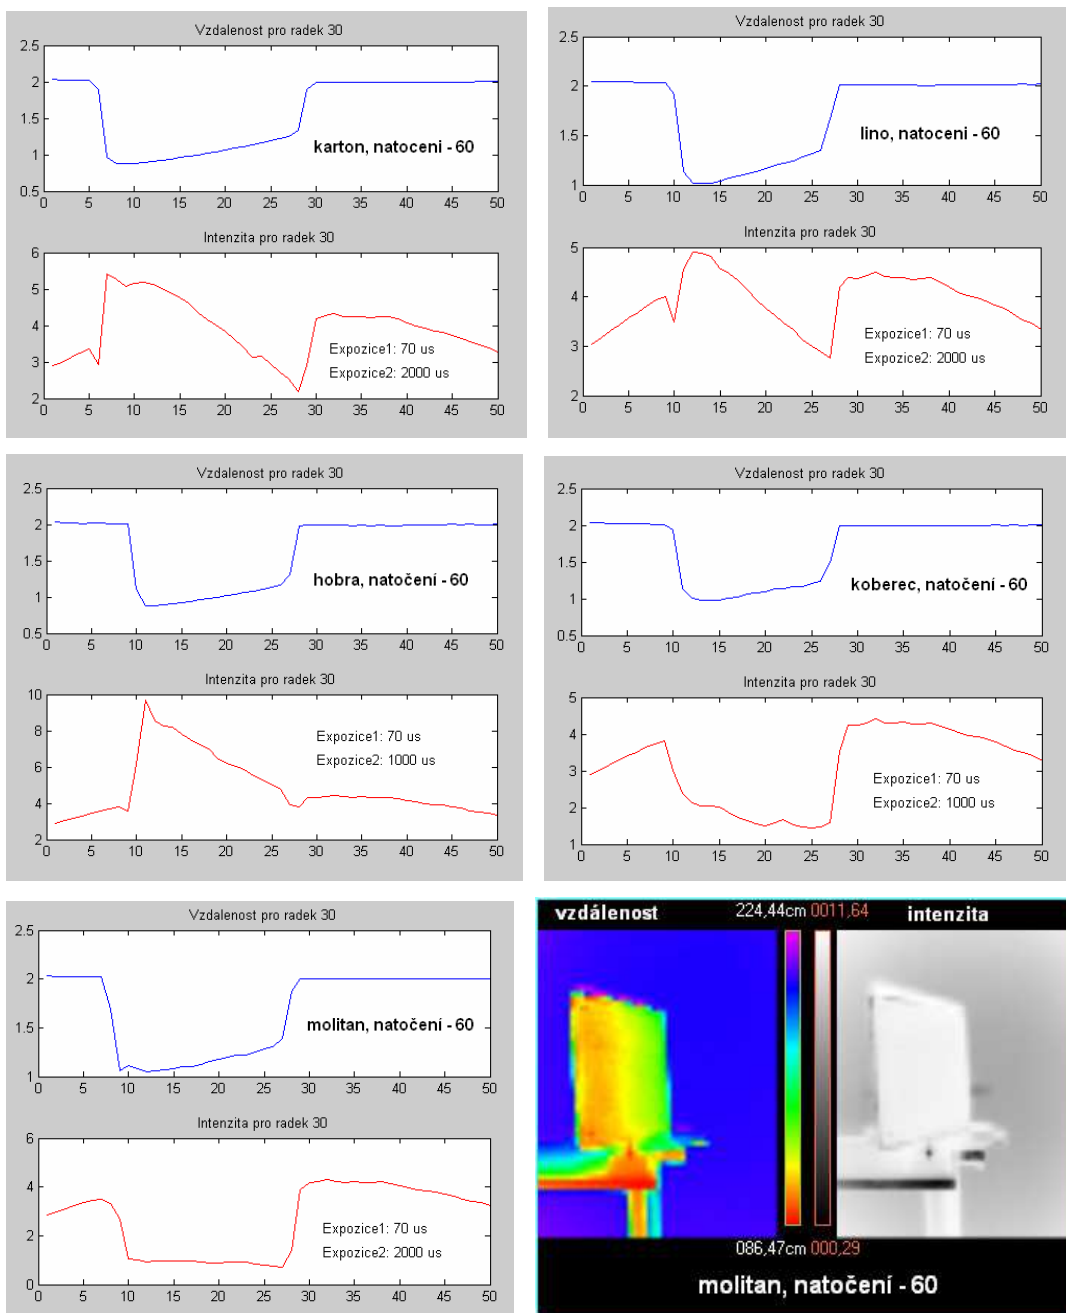 Vzdalenost pro radek 30
2.5
2
1.5
1
0.5
karton, natoceni - 60
0 5 10 15 20 25 30 35 40 45 50
Intenzita pro radek 30
6
5
4
3
2
Expozice1: 70 us
Expozice2: 2000 us
0 5 10 15 20 25 30 35 40 45 50
Vzdalenost pro radek 30
2.5
2
1.5
1
lino, natoceni - 60
0 5 10 15 20 25 30 35 40 45 50
Intenzita pro radek 30
5
4
3
2
Expozice1: 70 us
Expozice2: 2000 us
0 5 10 15 20 25 30 35 40 45 50
Vzdalenost pro radek 30
2.5
2
1.5
1
0.5
hobra, natočení - 60
0 5 10 15 20 25 30 35 40 45 50
Intenzita pro radek 30
10
8
6
4
2
Expozice1: 70 us
Expozice2: 1000 us
0 5 10 15 20 25 30 35 40 45 50
Vzdalenost pro radek 30
2.5
2
1.5
1
0.5
koberec, natočení - 60
0 5 10 15 20 25 30 35 40 45 50
Intenzita pro radek 30
5
4
3
2
1
Expozice1: 70 us
Expozice2: 1000 us
0 5 10 15 20 25 30 35 40 45 50
Vzdalenost pro radek 30
2.5
2
1.5
1
molitan, natočení - 60
0 5 10 15 20 25 30 35 40 45 50
Intenzita pro radek 30
6
4
2
0
Expozice1: 70 us
Expozice2: 2000 us
0 5 10 15 20 25 30 35 40 45 50
vzdálenost 224,44cm 0011,64 intenzita
086,47cm 000,29
molitan, natočení - 60